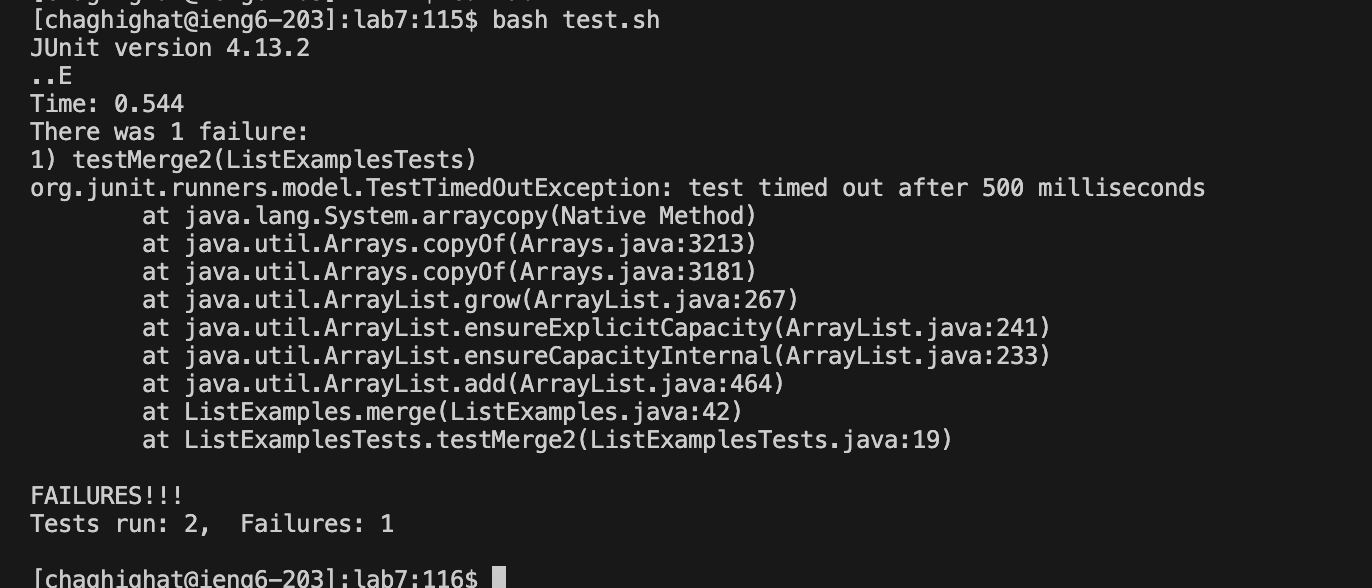 [chaghighat@ieng6-203]:lab7:115$ bash test.sh
JUnit version 4.13.2
..E
Time: 0.544
There was 1 failure:
1) testMerge2(ListExamplesTests)
org.junit.runners.model.TestTimedOutException: test timed out after 500 milliseconds
        at java.lang.System.arraycopy(Native Method)
        at java.util.Arrays.copyOf(Arrays.java:3213)
        at java.util.Arrays.copyOf(Arrays.java:3181)
        at java.util.ArrayList.grow(ArrayList.java:267)
        at java.util.ArrayList.ensureExplicitCapacity(ArrayList.java:241)
        at java.util.ArrayList.ensureCapacityInternal(ArrayList.java:233)
        at java.util.ArrayList.add(ArrayList.java:464)
        at ListExamples.merge(ListExamples.java:42)
        at ListExamplesTests.testMerge2(ListExamplesTests.java:19)
FAILURES!!!
Tests run: 2,  Failures: 1
[chaghighat@ieng6-203]:lab7:116$